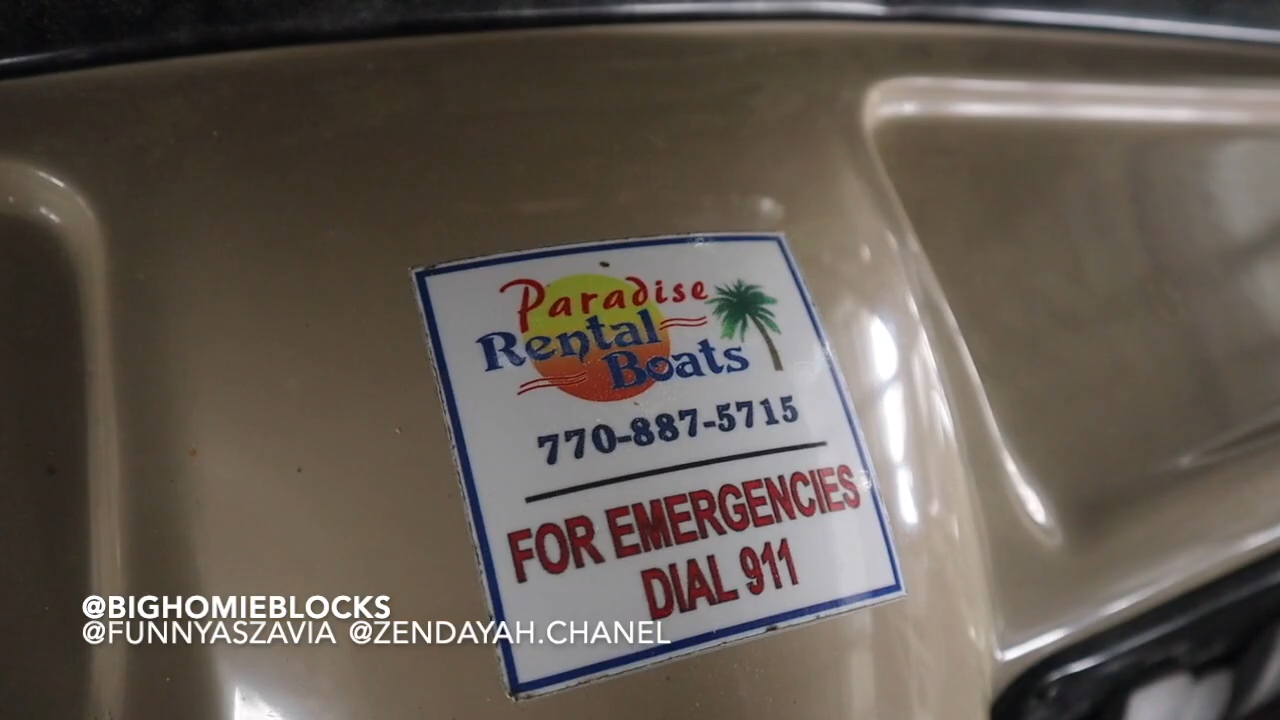 Paradise
Rental
Boats
770-887-5715
FOR EMERGENCIES
DIAL 911
@BIGHOMIEBLOCKS
@FUNNYASZAVIA @ZENDAYAH.CHANEL